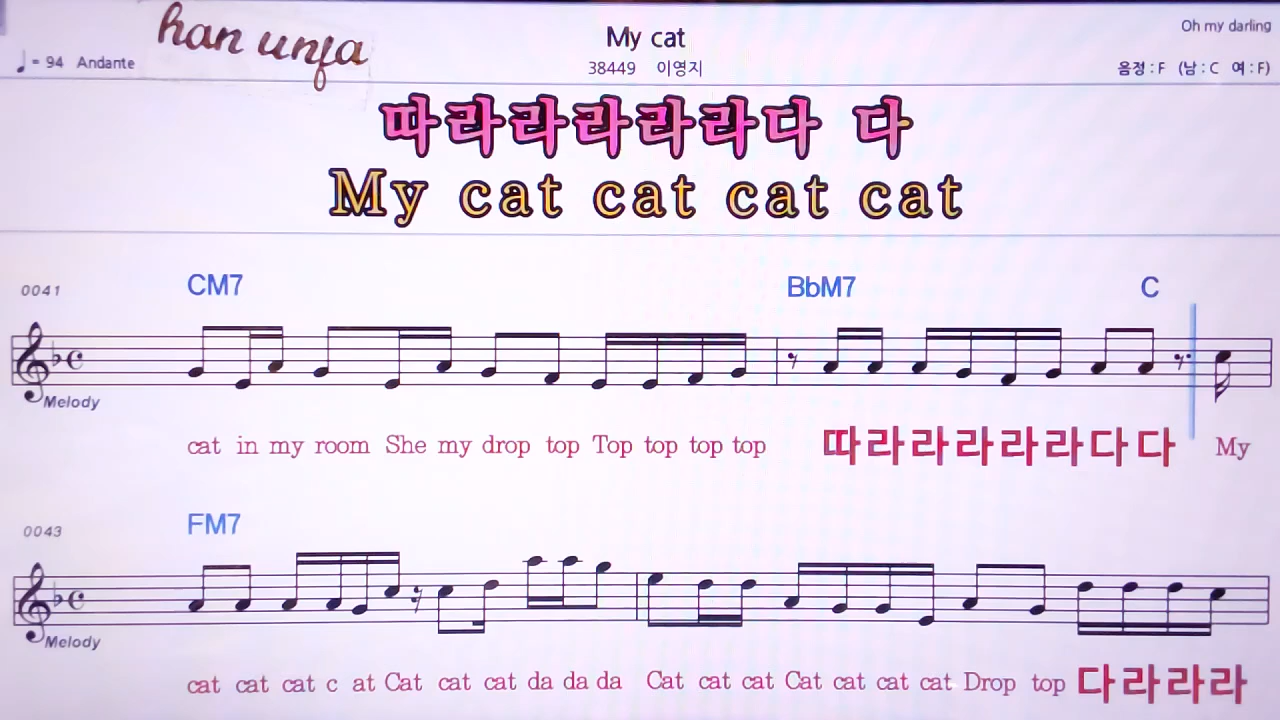 han unja
My cat
Oh my darling
♩= 94 Andante
38449 이영지
음정 : F (남 : C 여 : F)
따라라라라라다 다
My cat cat cat cat
0041
CM7 BbM7 C
Melody
cat in my room She my drop top Top top top top 따라라라라라다다 My
0043
FM7
Melody
cat cat cat c at Cat cat cat da da da Cat cat cat Cat cat cat cat Drop top 다라라라